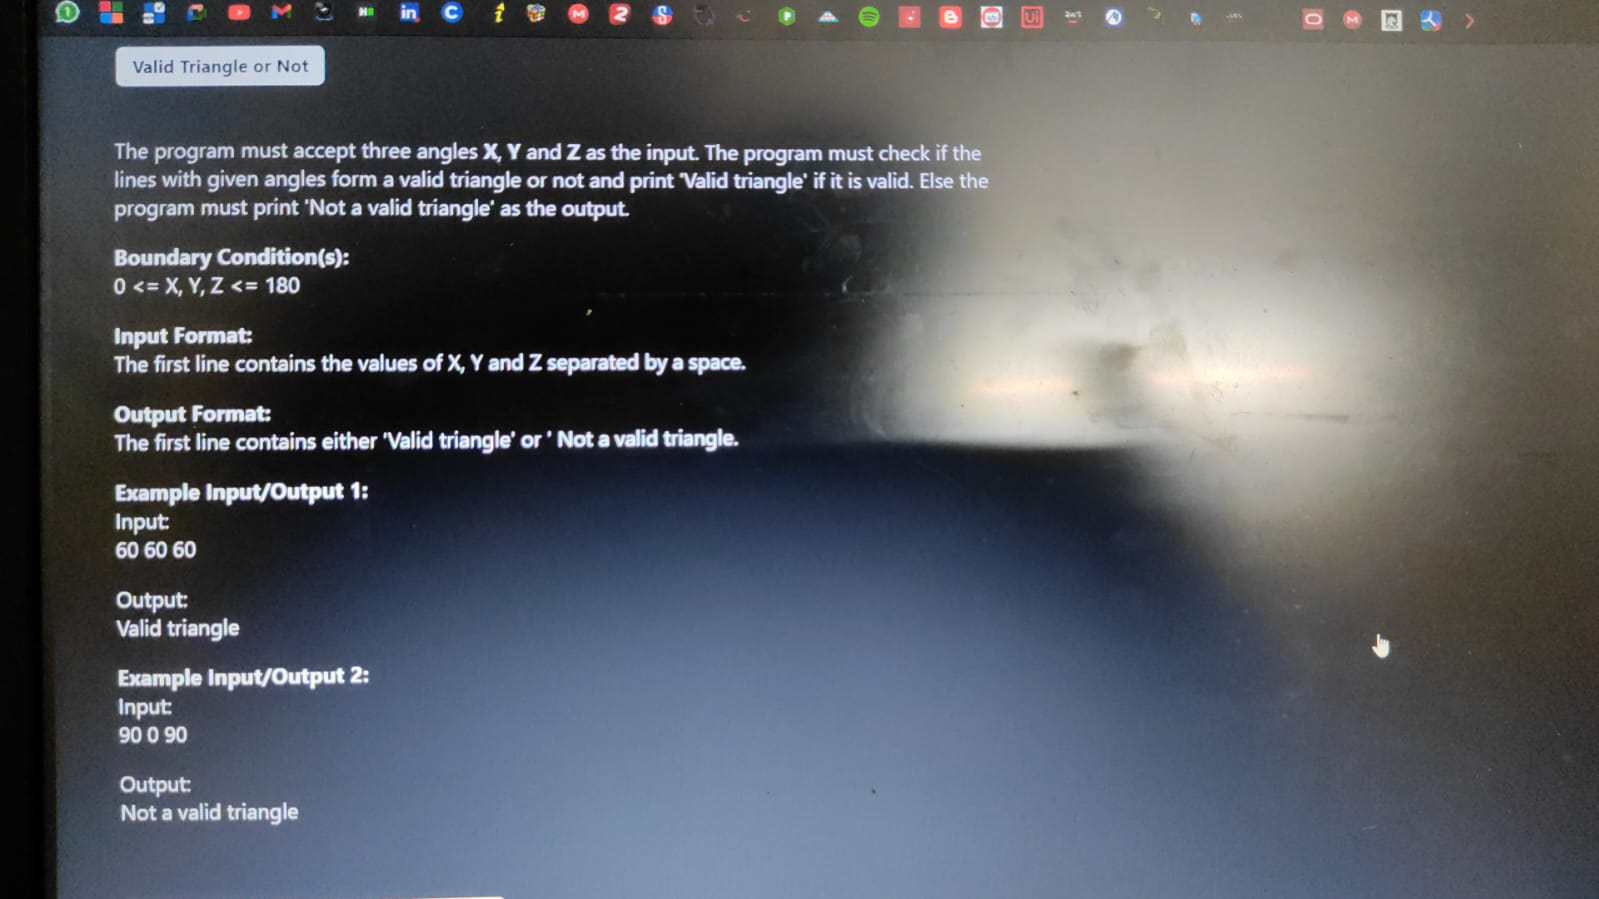 Valid Triangle or Not
The program must accept three angles X, Y and Z as the input. The program must check if the
lines with given angles form a valid triangle or not and print 'Valid triangle' if it is valid. Else the
program must print 'Not a valid triangle' as the output.
Boundary Condition(s):
0 <= X, Y, Z <= 180
Input Format:
The first line contains the values of X, Y and Z separated by a space.
Output Format:
The first line contains either 'Valid triangle' or ' Not a valid triangle.
Example Input/Output 1:
Input:
60 60 60
Output:
Valid triangle
Example Input/Output 2:
Input:
90 0 90
Output:
Not a valid triangle